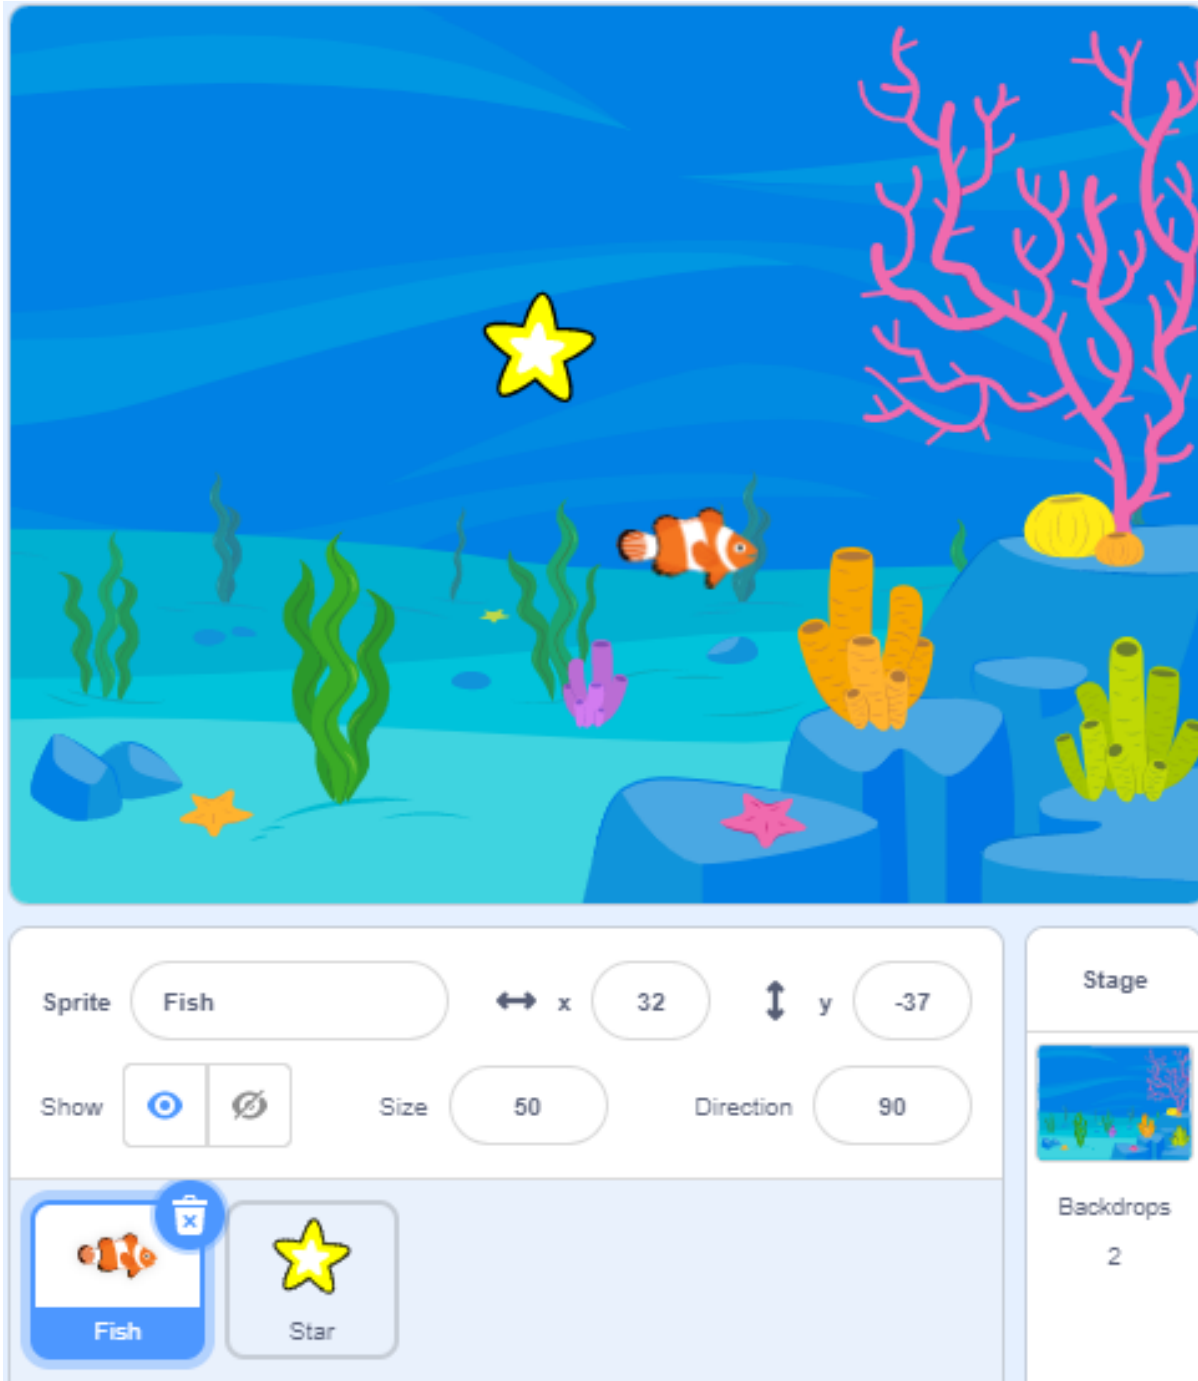 Sprite Fish x 32 y -37
Show Size 50 Direction 90
Fish
Star
Stage
Backdrops
2